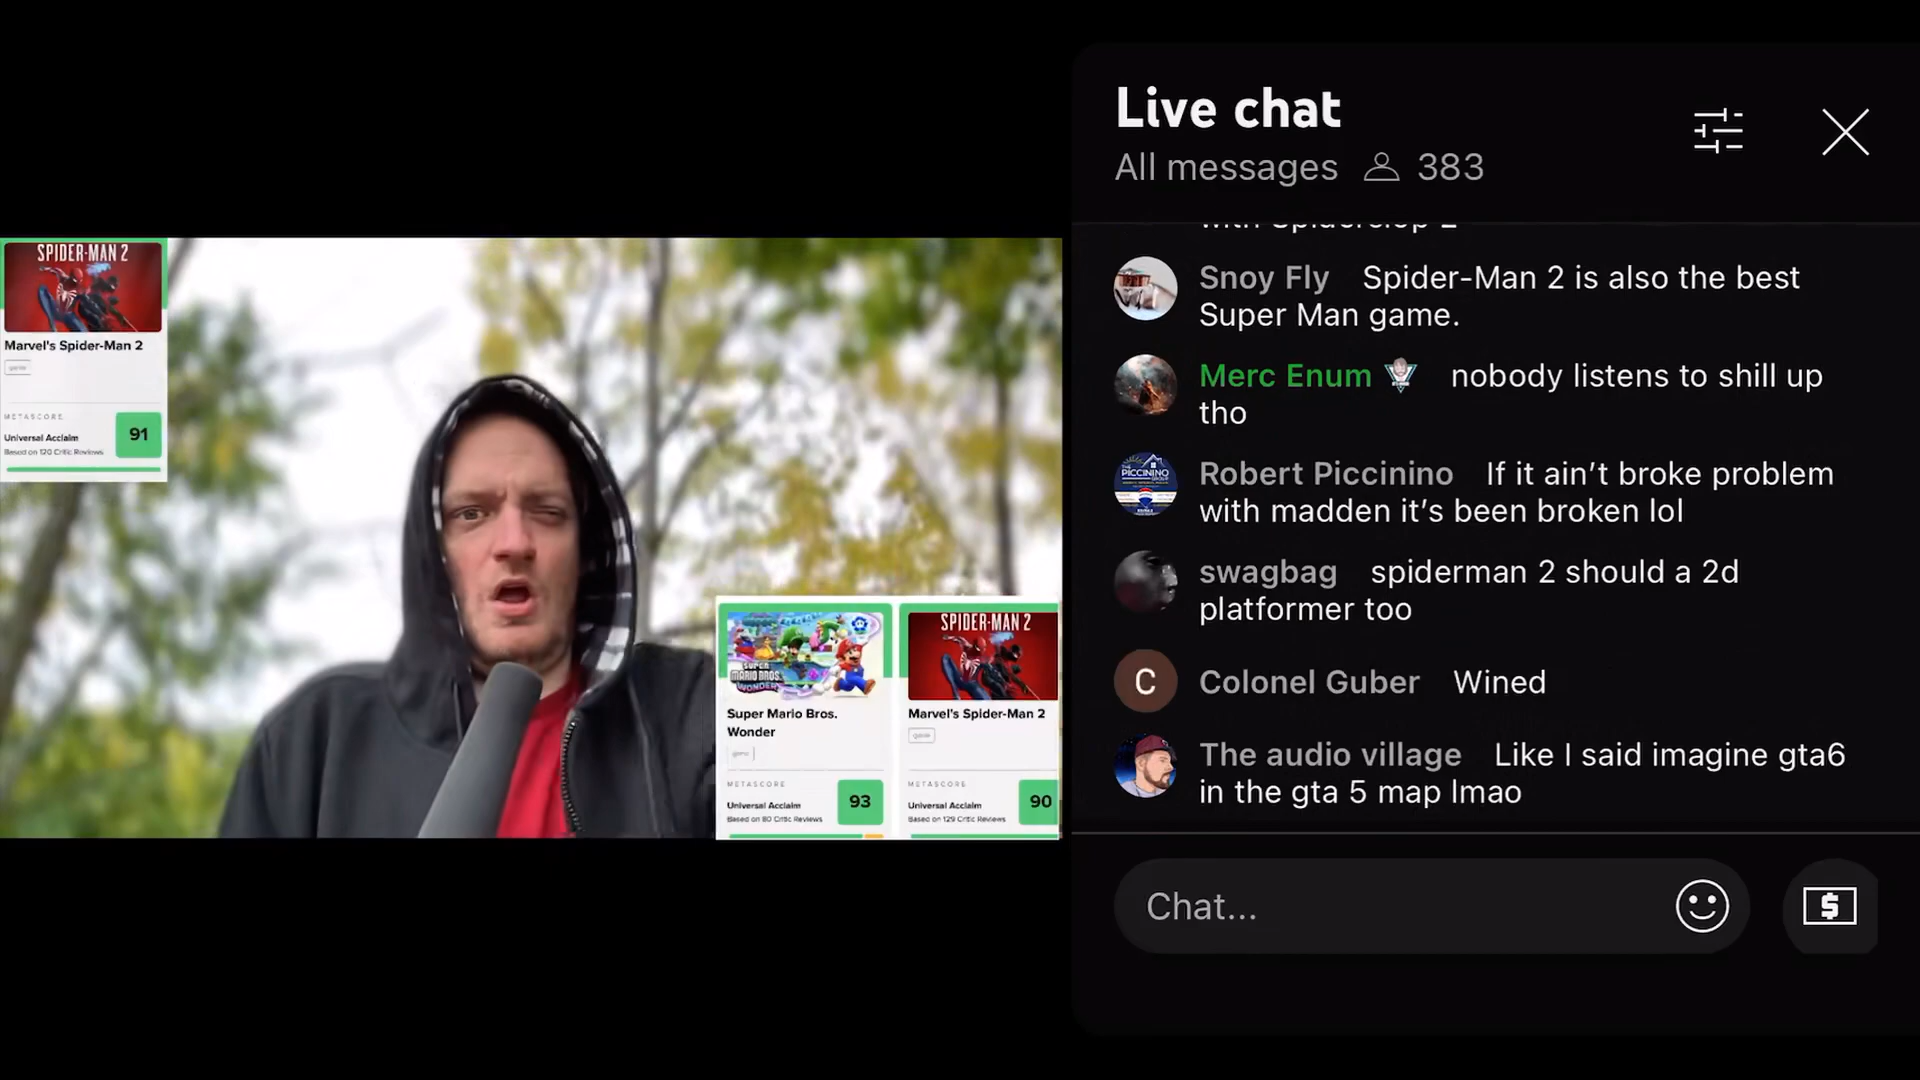 SPIDER-MAN 2
Marvel's Spider-Man 2
game
METASCORE
Universal Acclaim
Based on 120 Critic Reviews
91
SUPER
MARIO BROS.
WONDER
Super Mario Bros.
Wonder
game
METASCORE
Universal Acclaim
Based on 80 Critic Reviews
93
SPIDER-MAN 2
Marvel's Spider-Man 2
game
METASCORE
Universal Acclaim
Based on 129 Critic Reviews
90
Live chat
All messages 383
Snoy Fly Spider-Man 2 is also the best
Super Man game.
Merc Enum nobody listens to shill up
tho
PICCININO
Robert Piccinino If it ain’t broke problem
with madden it’s been broken lol
swagbag spiderman 2 should a 2d
platformer too
C
Colonel Guber Wined
The audio village Like I said imagine gta6
in the gta 5 map lmao
Chat...
$